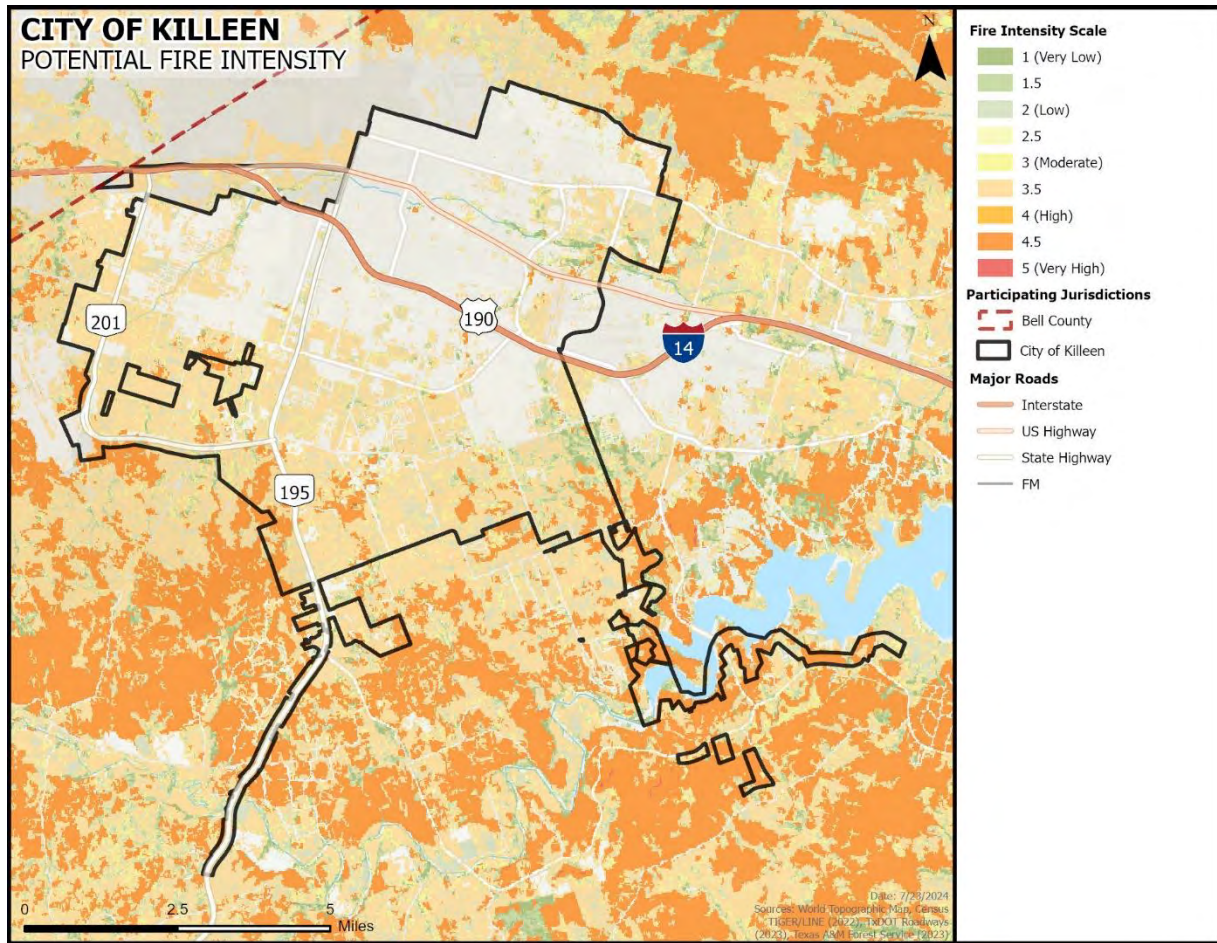 CITY OF KILLEEN
POTENTIAL FIRE INTENSITY
N
201
190
14
195
0 2.5 5
Miles
Date: 7/23/2024
Sources: World Topographic Map, Census
TIGER/LINE (2022), TxDOT Roadways
(2023), Texas A&M Forest Service (2023)
Fire Intensity Scale
1 (Very Low)
1.5
2 (Low)
2.5
3 (Moderate)
3.5
4 (High)
4.5
5 (Very High)
Participating Jurisdictions
Bell County
City of Killeen
Major Roads
Interstate
US Highway
State Highway
FM